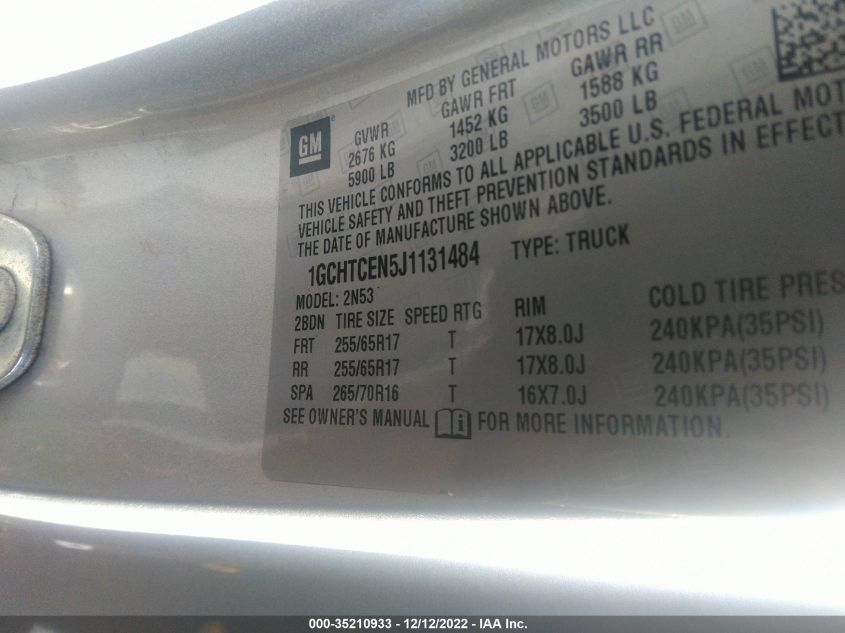 MFD BY GENERAL MOTORS LLC
GM
GVWR GAWR FRT GAWR RR
2676 KG 1452 KG 1588 KG
5900 LB 3200 LB 3500 LB
THIS VEHICLE CONFORMS TO ALL APPLICABLE U.S. FEDERAL MOT
VEHICLE SAFETY AND THEFT PREVENTION STANDARDS IN EFFECT
THE DATE OF MANUFACTURE SHOWN ABOVE.
1GCHTCEN5J1131484 TYPE: TRUCK
MODEL: 2N53
2BDN TIRE SIZE SPEED RTG RIM COLD TIRE PRES
FRT 255/65R17 T 17X8.0J 240KPA(35PSI)
RR 255/65R17 T 17X8.0J 240KPA(35PSI)
SPA 265/70R16 T 16X7.0J 240KPA(35PSI)
SEE OWNER'S MANUAL FOR MORE INFORMATION.
000-35210933 - 12/12/2022 - IAA Inc.